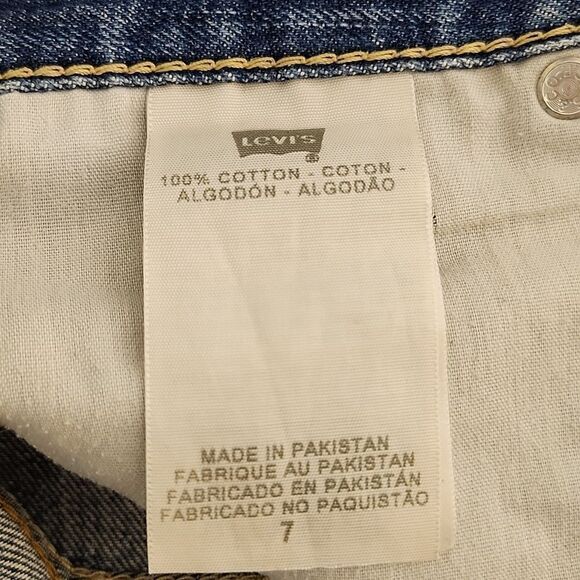 Levi's
®
100% COTTON - COTON -
ALGODÓN - ALGODÃO
MADE IN PAKISTAN
FABRIQUE AU PAKISTAN
FABRICADO EN PAKISTÁN
FABRICADO NO PAQUISTÃO
7